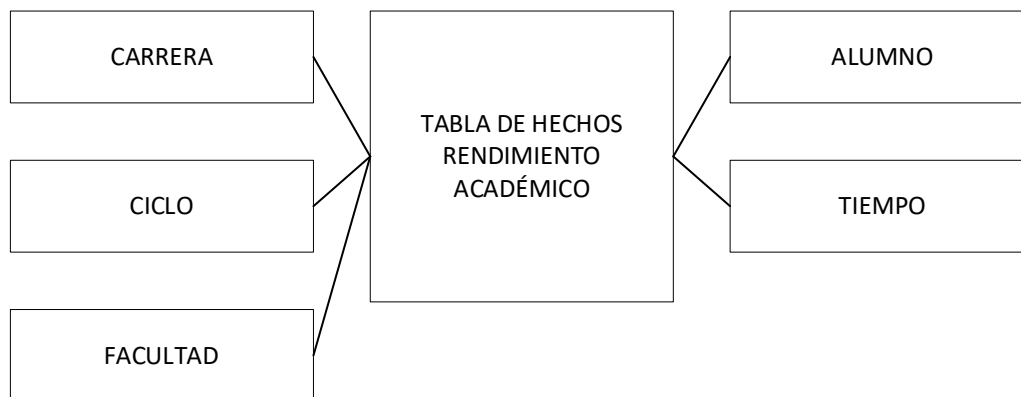 CARRERA
CICLO
FACULTAD
TABLA DE HECHOS
RENDIMIENTO
ACADÉMICO
ALUMNO
TIEMPO